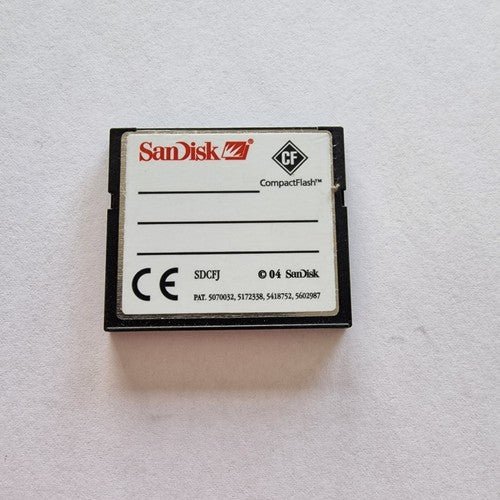 SanDisk
CF
CompactFlash™
CE
SDCFJ © 04 SanDisk
PAT. 5070032, 5172338, 5418752, 5602987